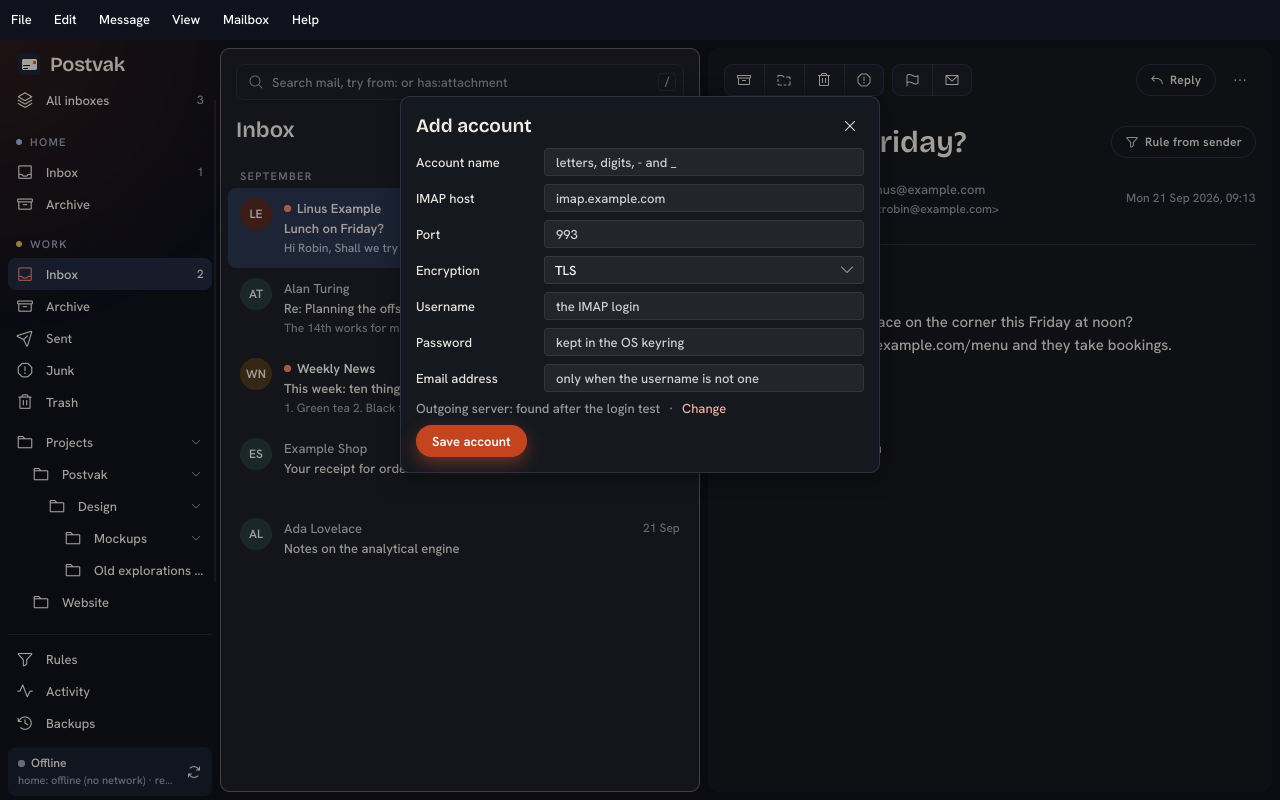 File Edit Message View Mailbox Help
Postvak
All inboxes 3
HOME
Inbox 1
Archive
WORK
Inbox 2
Archive
Sent
Junk
Trash
Projects
Postvak
Design
Mockups
Old explorations ...
Website
Rules
Activity
Backups
Offline
home: offline (no network) · re...
Search mail, try from: or has:attachment /
Inbox
SEPTEMBER
LE Linus Example
Lunch on Friday?
Hi Robin, Shall we try
AT Alan Turing
Re: Planning the offs
The 14th works for m
WN Weekly News
This week: ten thing
1. Green tea 2. Black
ES Example Shop
Your receipt for orde
AL Ada Lovelace 21 Sep
Notes on the analytical engine
Add account
Account name letters, digits, - and _
IMAP host imap.example.com
Port 993
Encryption TLS
Username the IMAP login
Password kept in the OS keyring
Email address only when the username is not one
Outgoing server: found after the login test · Change
Save account
Reply ...
riday?
Rule from sender
nus@example.com
robin@example.com>
Mon 21 Sep 2026, 09:13
ace on the corner this Friday at noon?
example.com/menu and they take bookings.